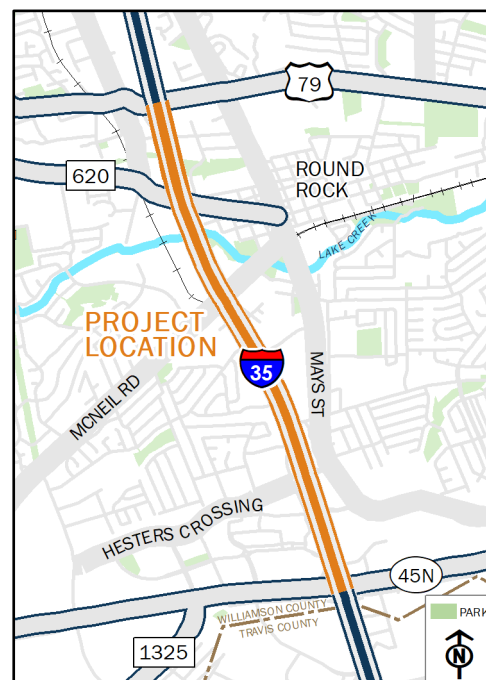 79
620
ROUND
ROCK
LAKE CREEK
PROJECT
LOCATION
35
MCNEIL RD
MAYS ST
HESTERS CROSSING
45N
WILLIAMSON COUNTY
TRAVIS COUNTY
PARK
1325
N